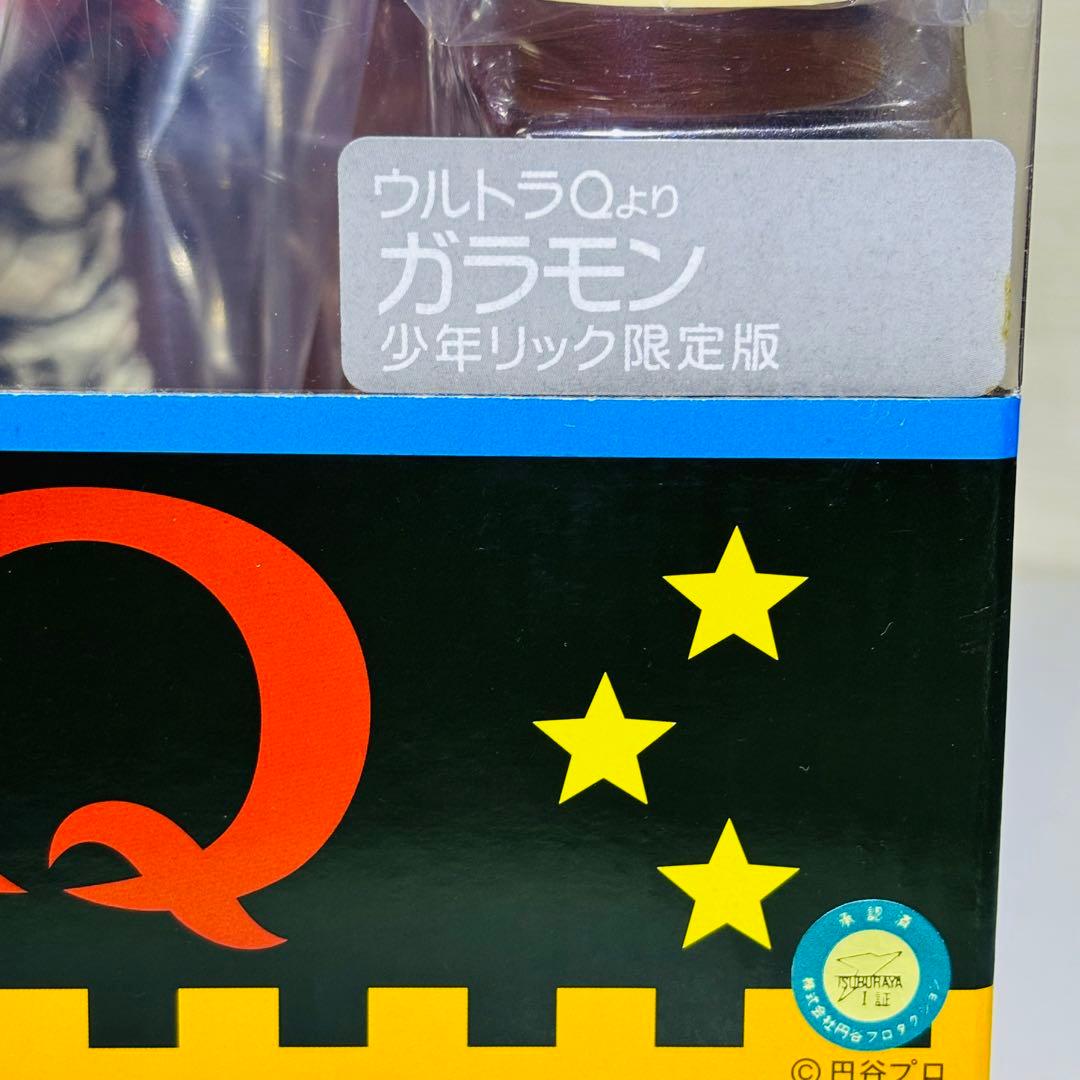 ウルトラQより
ガラモン
少年リック限定版
Q
承認済
TSUBURAYA
証
株式会社円谷プロダクション
© 円谷プロ